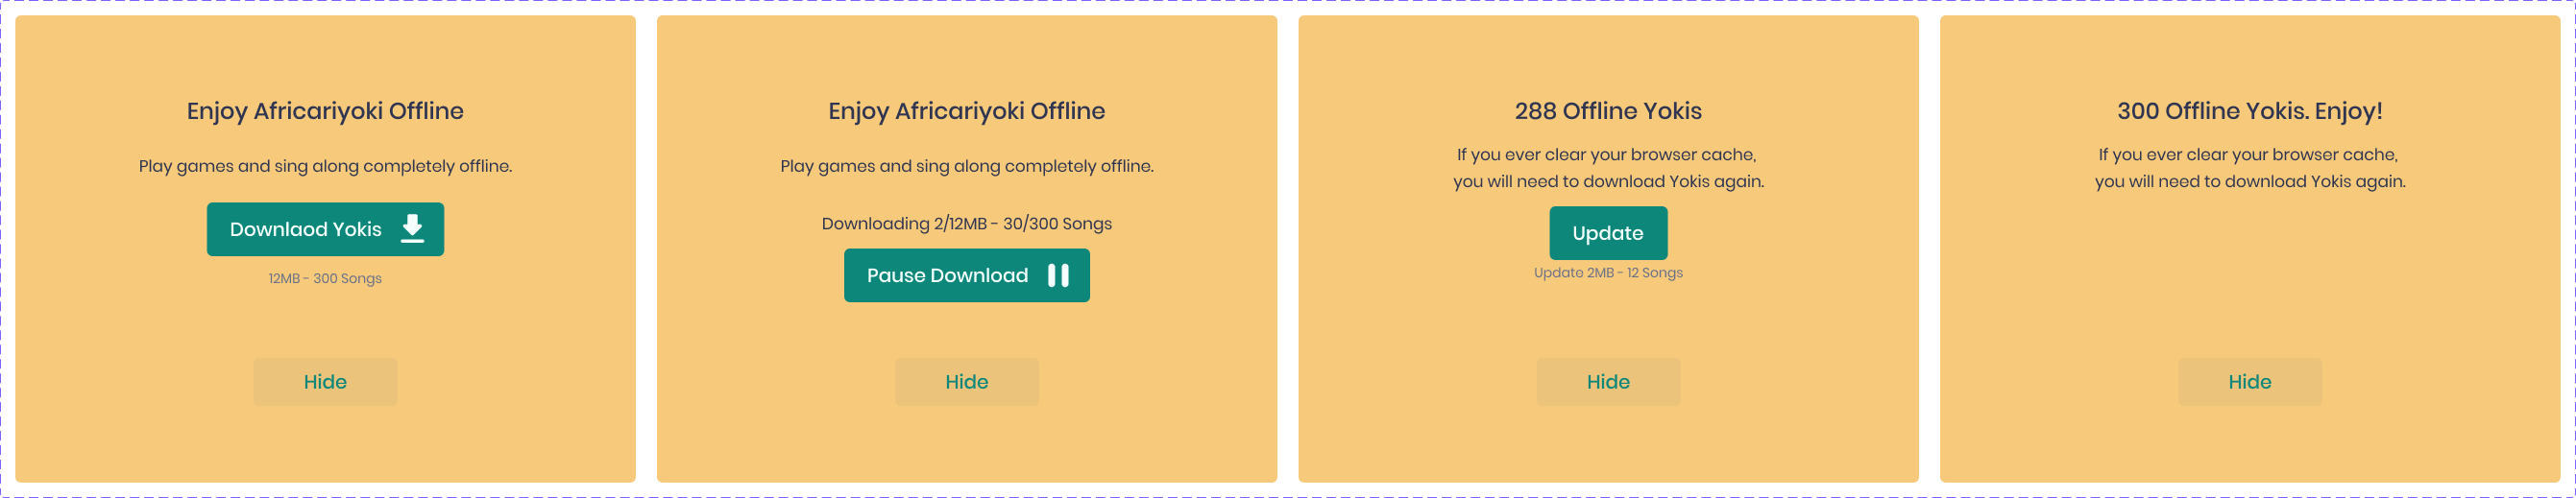 Enjoy Africariyoki Offline
Play games and sing along completely offline.
Downlaod Yokis
12MB - 300 Songs
Hide
Enjoy Africariyoki Offline
Play games and sing along completely offline.
Downloading 2/12MB - 30/300 Songs
Pause Download
Hide
288 Offline Yokis
If you ever clear your browser cache,
you will need to download Yokis again.
Update
Update 2MB - 12 Songs
Hide
300 Offline Yokis. Enjoy!
If you ever clear your browser cache,
you will need to download Yokis again.
Hide